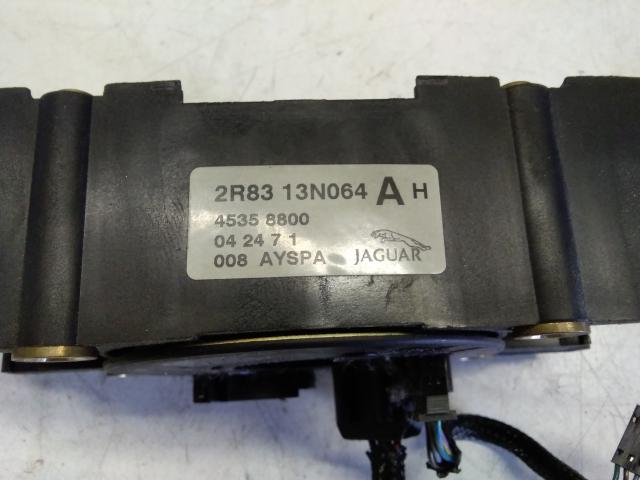 2R83 13N064 A H
4535 8800
04 24 7 1
008 AYSPA JAGUAR